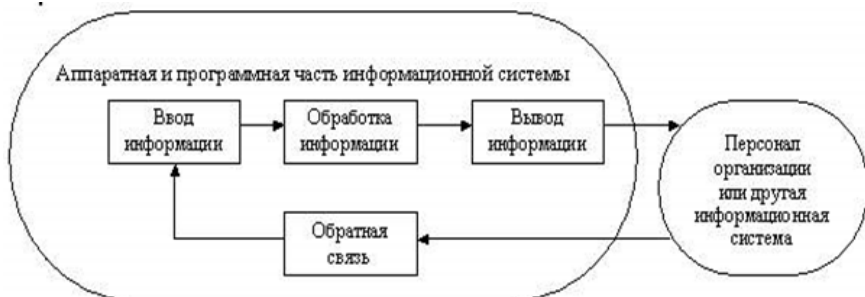 Аппаратная и программная часть информационной системы
Ввод
информации
Обработка
информации
Вывод
информации
Персонал
организации
или другая
информационная
система
Обратная
связь